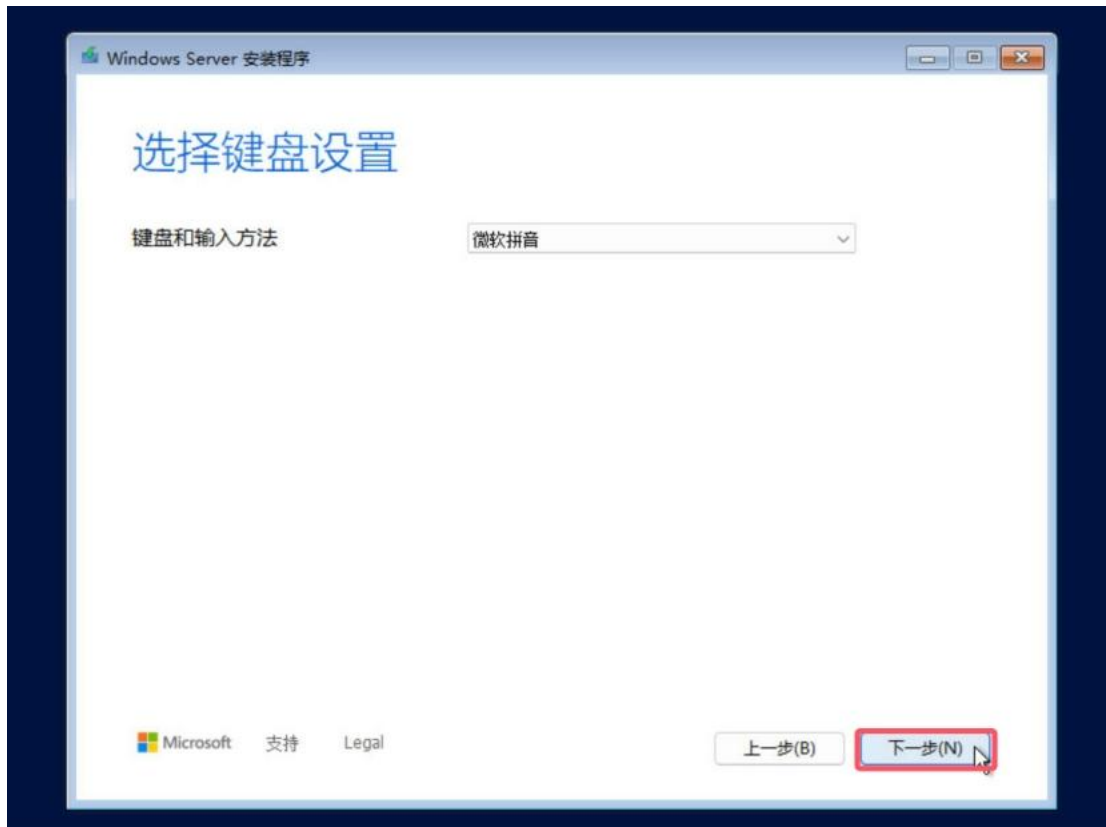 Windows Server 安装程序
选择键盘设置
键盘和输入方法
微软拼音
Microsoft 支持 Legal
上一步(B) 下一步(N)